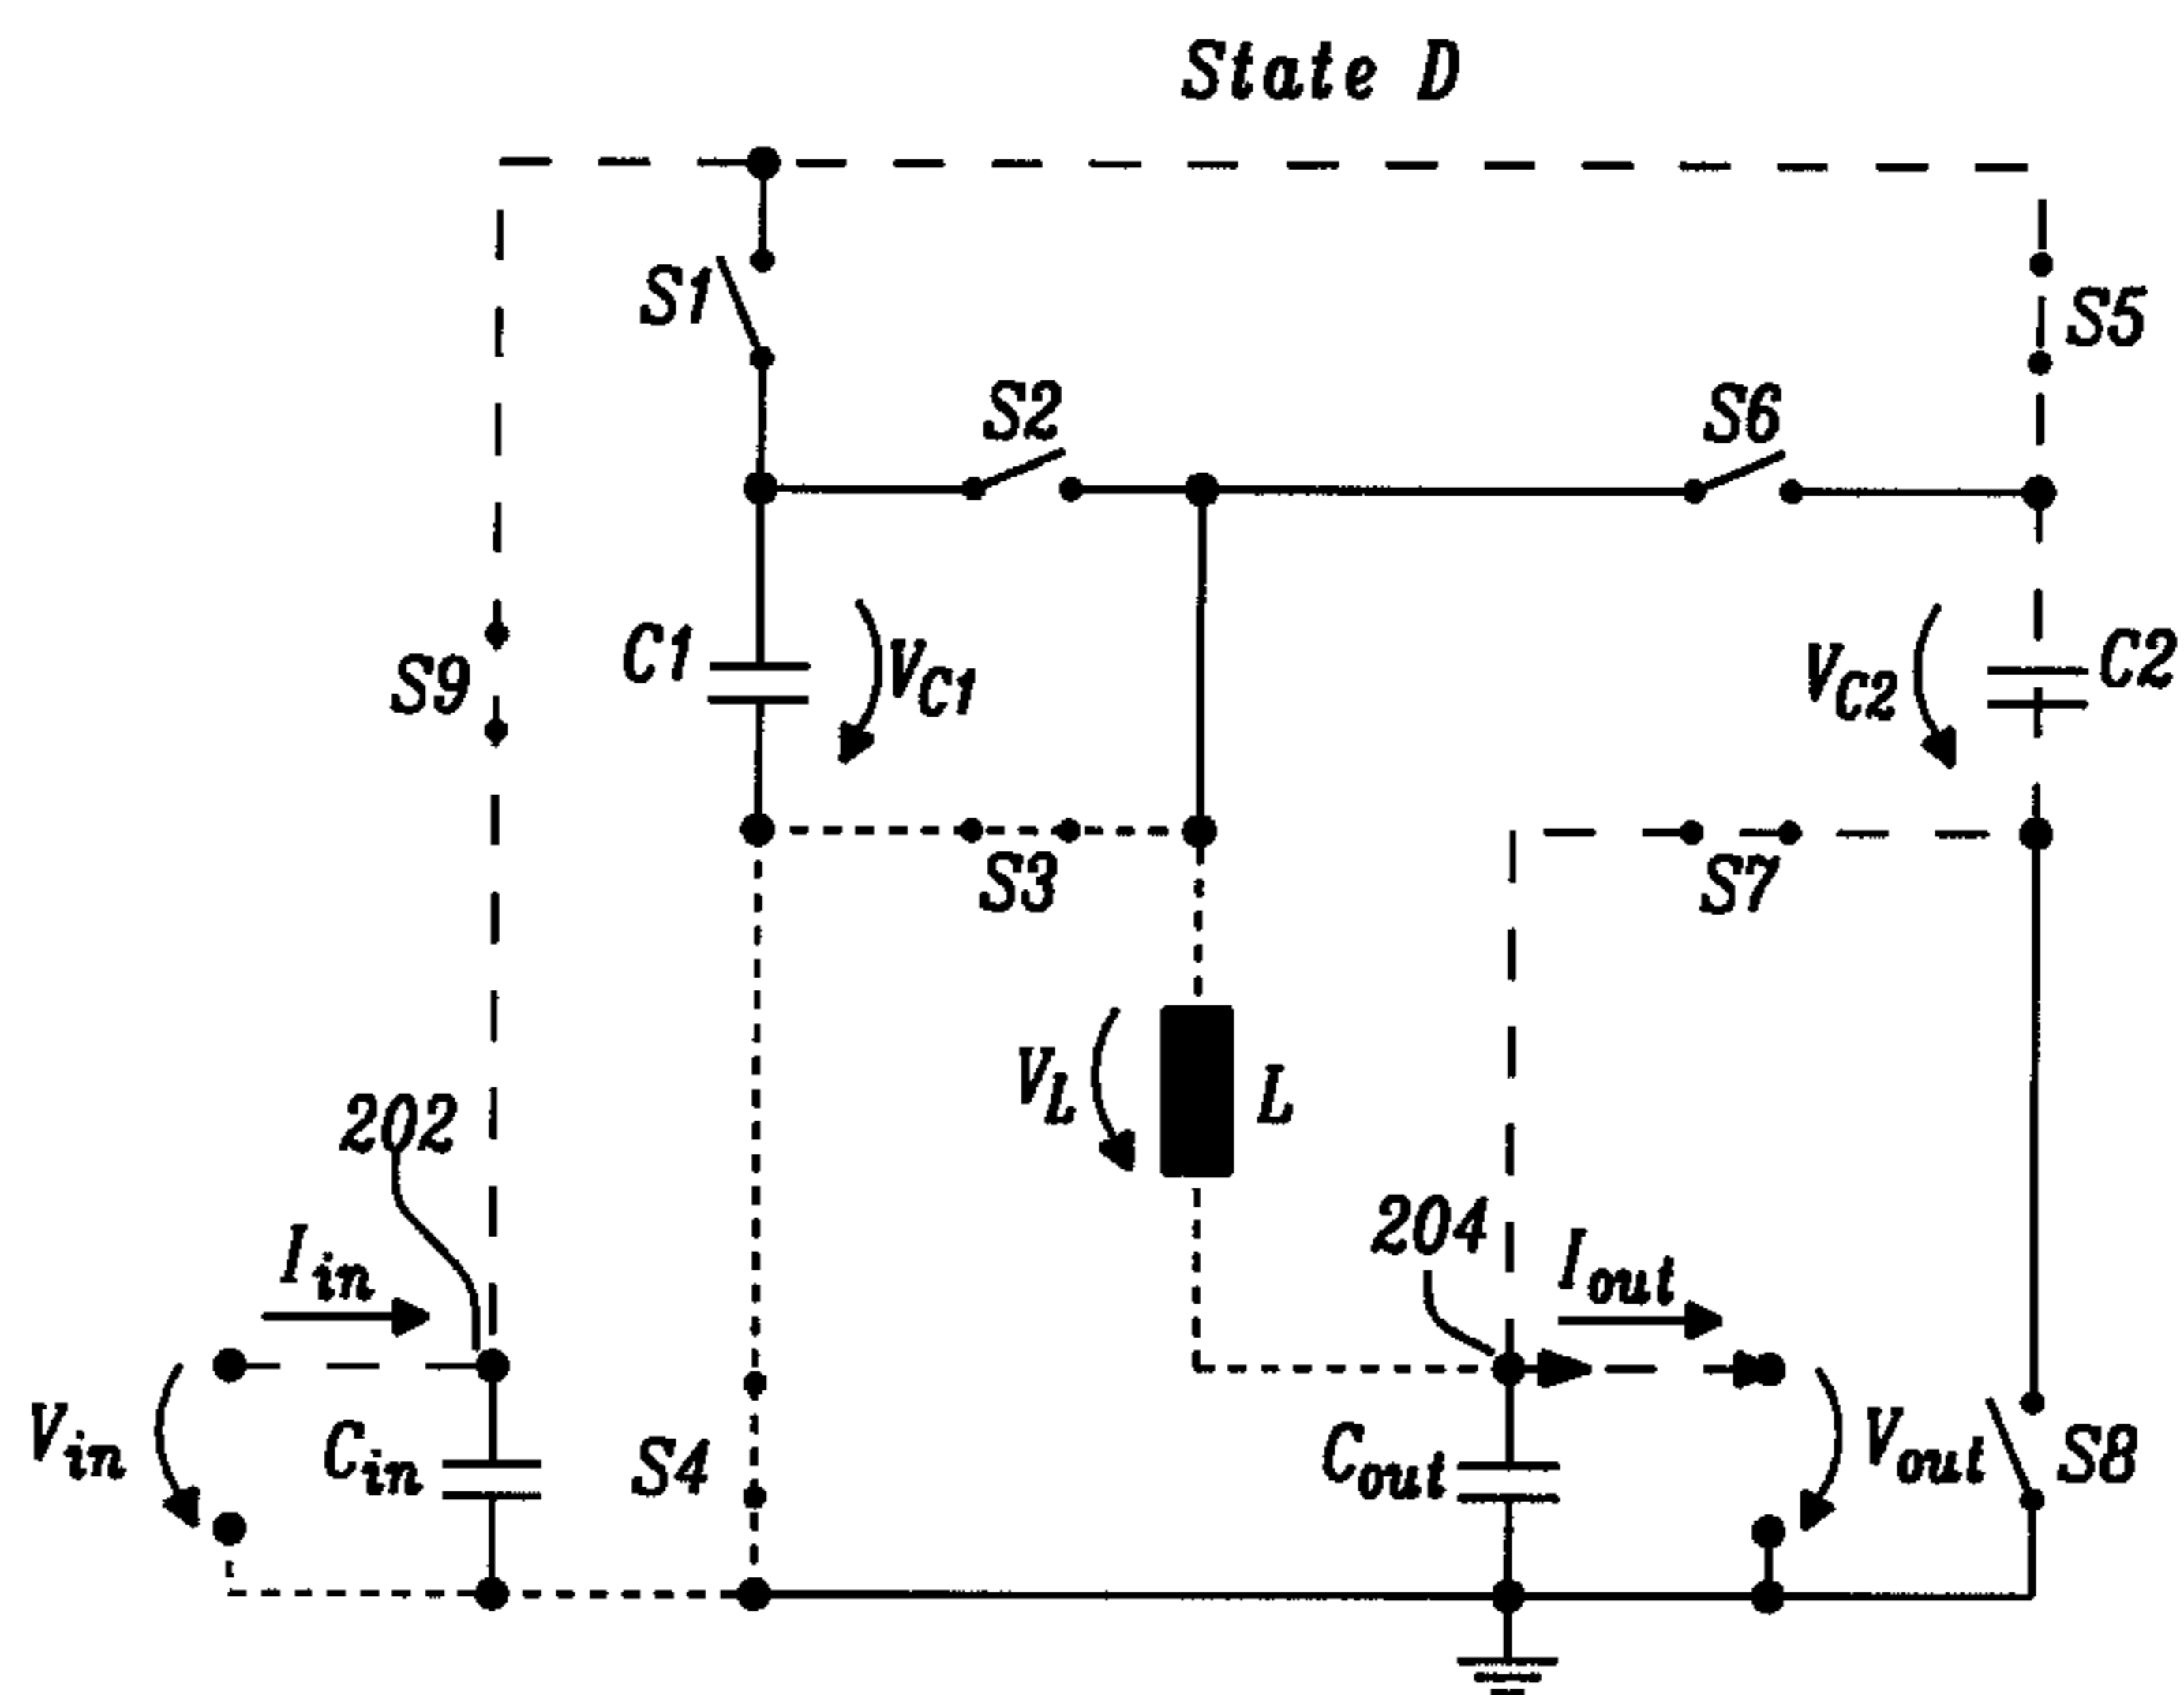 State D
S1
S5
S2
S6
C1
VC1
VC2
C2
S9
S3
S7
VL
L
202
204
Iin
Iout
Vin
Cin
S4
Cout
Vout
S8